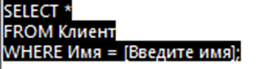 SELECT *
FROM Клиент
WHERE Имя = [Введите имя];